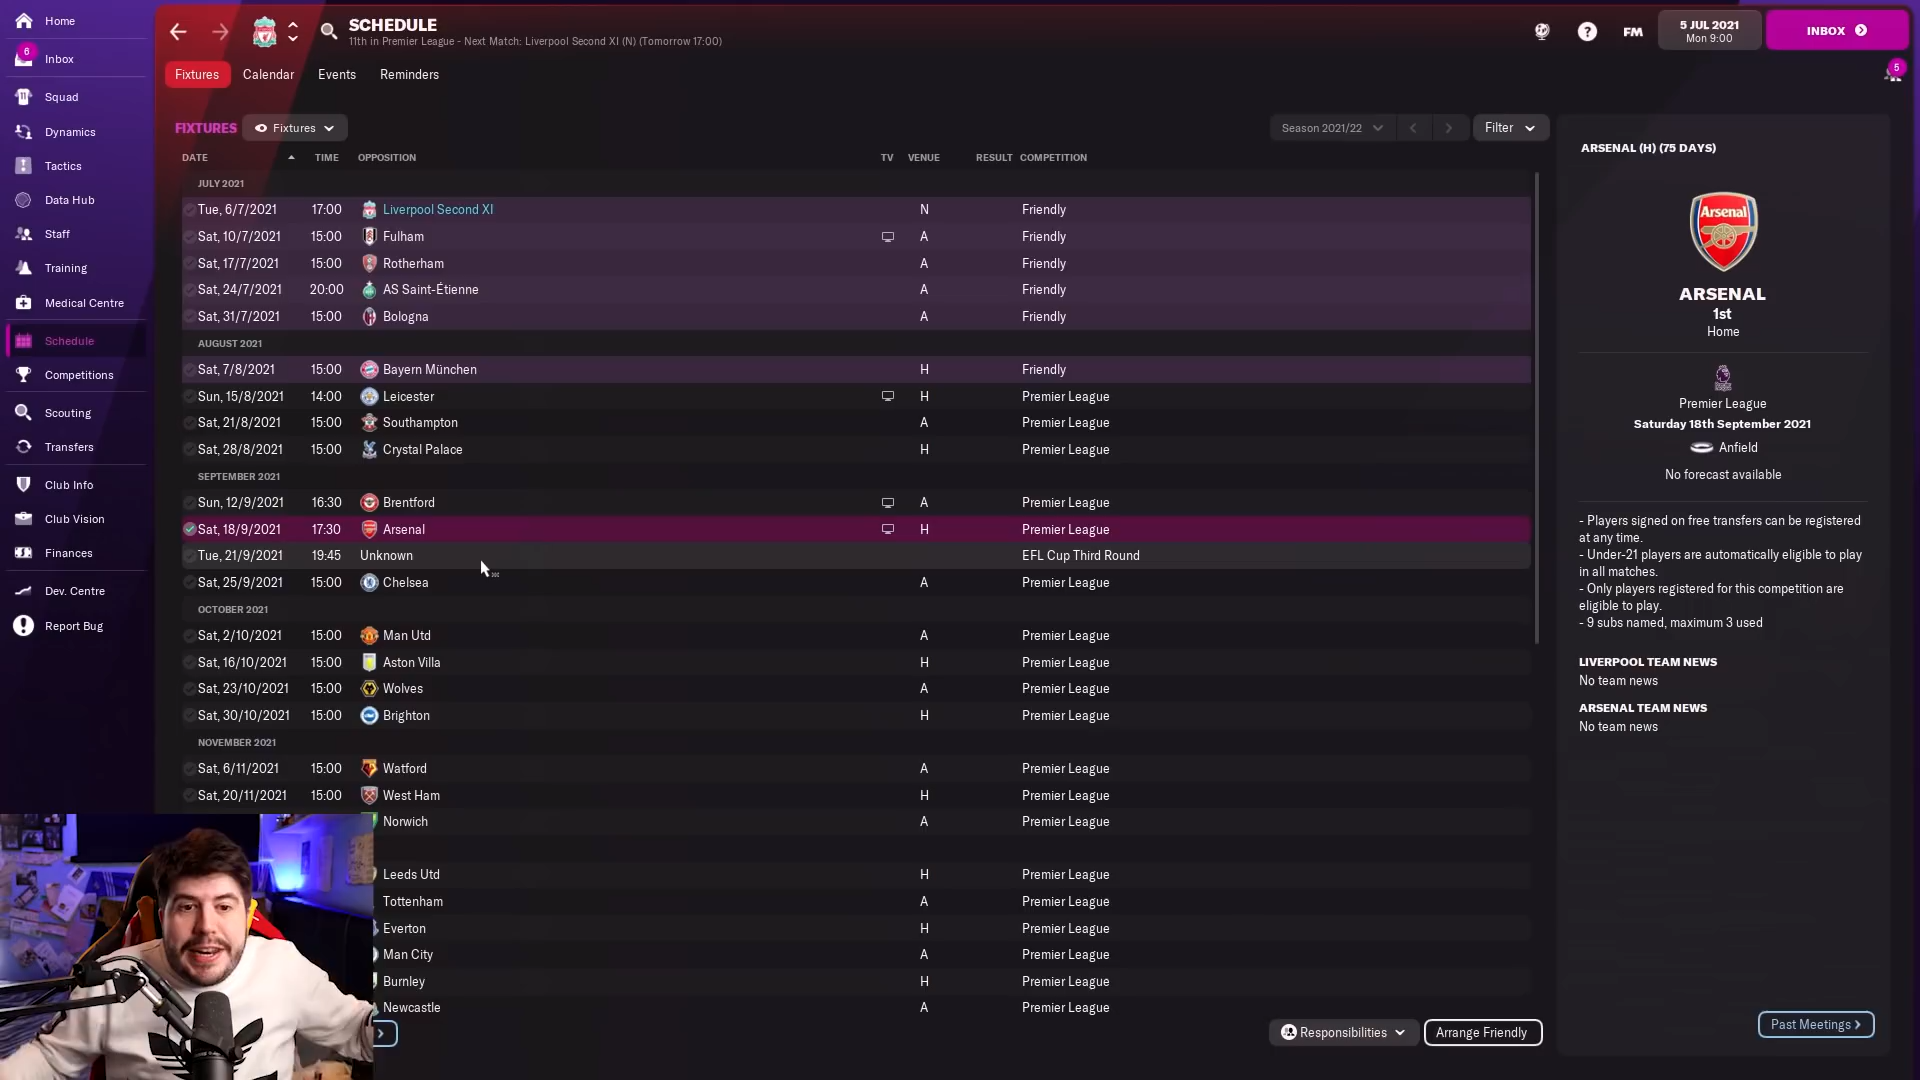 Home
6
Inbox
Squad
Dynamics
Tactics
Data Hub
Staff
Training
Medical Centre
Schedule
Competitions
Scouting
Transfers
Club Info
Club Vision
Finances
Dev. Centre
Report Bug
SCHEDULE
11th in Premier League - Next Match: Liverpool Second XI (N) (Tomorrow 17:00)
? FM
5 JUL 2021
Mon 9:00
INBOX
5
Fixtures Calendar Events Reminders
FIXTURES Fixtures
Season 2021/22 Filter
DATE TIME OPPOSITION TV VENUE RESULT COMPETITION
JULY 2021
Tue, 6/7/2021 17:00 Liverpool Second XI N Friendly
Sat, 10/7/2021 15:00 Fulham A Friendly
Sat, 17/7/2021 15:00 Rotherham A Friendly
Sat, 24/7/2021 20:00 AS Saint-Étienne A Friendly
Sat, 31/7/2021 15:00 Bologna A Friendly
AUGUST 2021
Sat, 7/8/2021 15:00 Bayern München H Friendly
Sun, 15/8/2021 14:00 Leicester H Premier League
Sat, 21/8/2021 15:00 Southampton A Premier League
Sat, 28/8/2021 15:00 Crystal Palace H Premier League
SEPTEMBER 2021
Sun, 12/9/2021 16:30 Brentford A Premier League
Sat, 18/9/2021 17:30 Arsenal H Premier League
Tue, 21/9/2021 19:45 Unknown EFL Cup Third Round
Sat, 25/9/2021 15:00 Chelsea A Premier League
OCTOBER 2021
Sat, 2/10/2021 15:00 Man Utd A Premier League
Sat, 16/10/2021 15:00 Aston Villa H Premier League
Sat, 23/10/2021 15:00 Wolves A Premier League
Sat, 30/10/2021 15:00 Brighton H Premier League
NOVEMBER 2021
Sat, 6/11/2021 15:00 Watford A Premier League
Sat, 20/11/2021 15:00 West Ham H Premier League
Norwich A Premier League
Leeds Utd H Premier League
Tottenham A Premier League
Everton H Premier League
Man City A Premier League
Burnley H Premier League
Newcastle A Premier League
Responsibilities Arrange Friendly
ARSENAL (H) (75 DAYS)
Arsenal
ARSENAL
1st
Home
Premier League
Saturday 18th September 2021
Anfield
No forecast available
- Players signed on free transfers can be registered
at any time.
- Under-21 players are automatically eligible to play
in all matches.
- Only players registered for this competition are
eligible to play.
- 9 subs named, maximum 3 used
LIVERPOOL TEAM NEWS
No team news
ARSENAL TEAM NEWS
No team news
Past Meetings